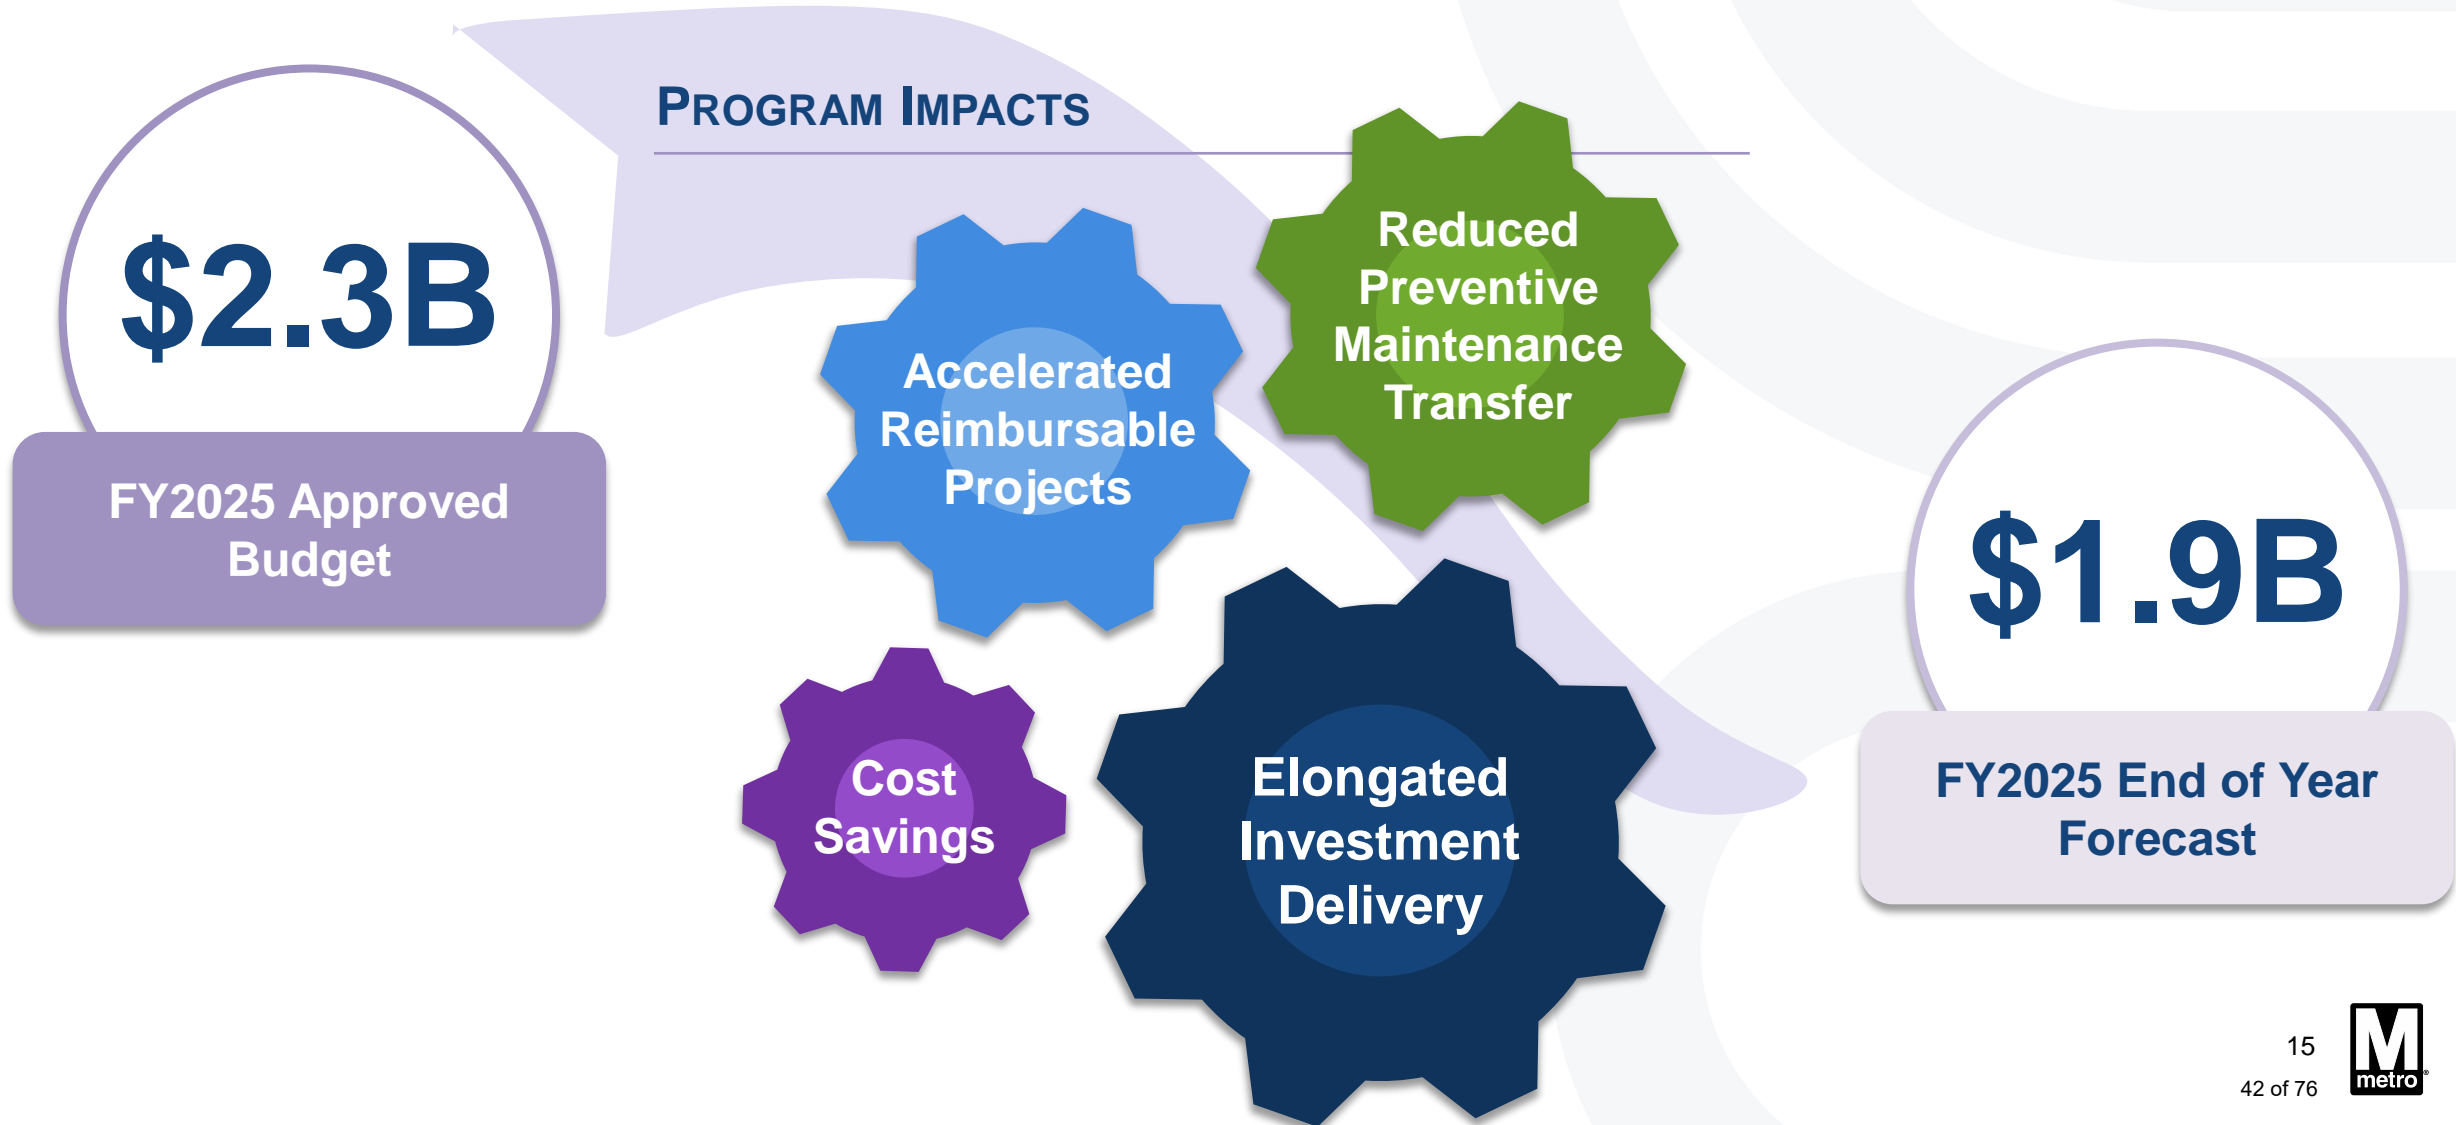 PROGRAM IMPACTS
$2.3B
FY2025 Approved
Budget
Accelerated
Reimbursable
Projects
Reduced
Preventive
Maintenance
Transfer
Cost
Savings
Elongated
Investment
Delivery
$1.9B
FY2025 End of Year
Forecast
15
42 of 76
M
metro®